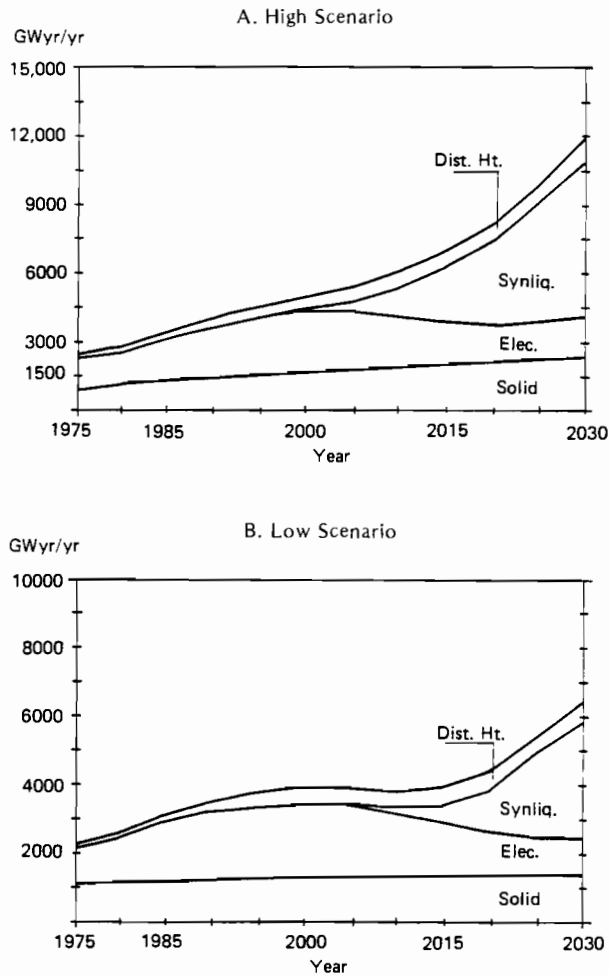 A. High Scenario
GWyr/yr
15,000
12,000
9000
6000
3000
1500
Dist. Ht.
Synliq.
Elec.
Solid
1975 1985 2000 2015 2030
Year
B. Low Scenario
GWyr/yr
10000
8000
6000
4000
2000
Dist. Ht.
Synliq.
Elec.
Solid
1975 1985 2000 2015 2030
Year